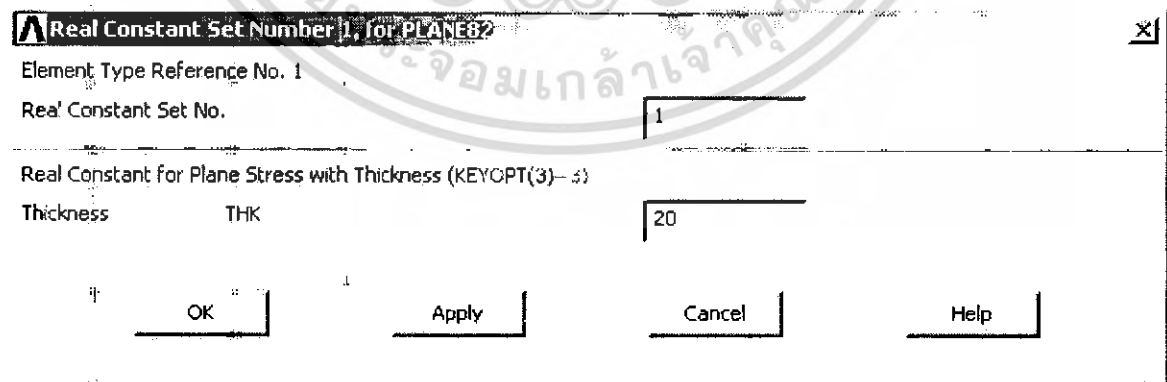 Real Constant Set Number 1, for PLANE82
Element Type Reference No. 1
Real Constant Set No. 1
Real Constant for Plane Stress with Thickness (KEYOPT(3)=3)
Thickness THK 20
OK Apply Cancel Help